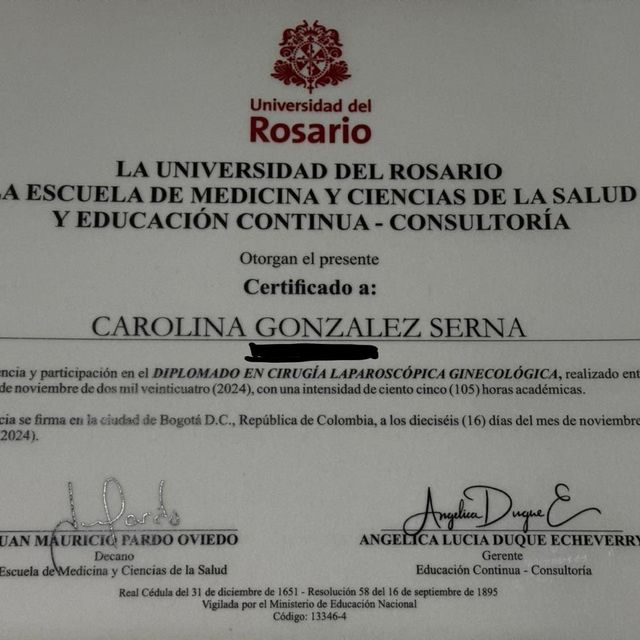 Universidad del
Rosario
LA UNIVERSIDAD DEL ROSARIO
LA ESCUELA DE MEDICINA Y CIENCIAS DE LA SALUD
Y EDUCACIÓN CONTINUA - CONSULTORÍA
Otorgan el presente
Certificado a:
CAROLINA GONZALEZ SERNA
encia y participación en el DIPLOMADO EN CIRUGÍA LAPAROSCÓPICA GINECOLÓGICA, realizado ent
de noviembre de dos mil veinticuatro (2024), con una intensidad de ciento cinco (105) horas académicas.
cia se firma en la ciudad de Bogotá D.C., República de Colombia, a los dieciséis (16) días del mes de noviembre
2024).
Angelica Duque E
UAN MAURICIO PARDO OVIEDO
Decano
Escuela de Medicina y Ciencias de la Salud
ANGELICA LUCIA DUQUE ECHEVERRY
Gerente
Educación Continua - Consultoría
Real Cédula del 31 de diciembre de 1651 - Resolución 58 del 16 de septiembre de 1895
Vigilada por el Ministerio de Educación Nacional
Código: 13346-4